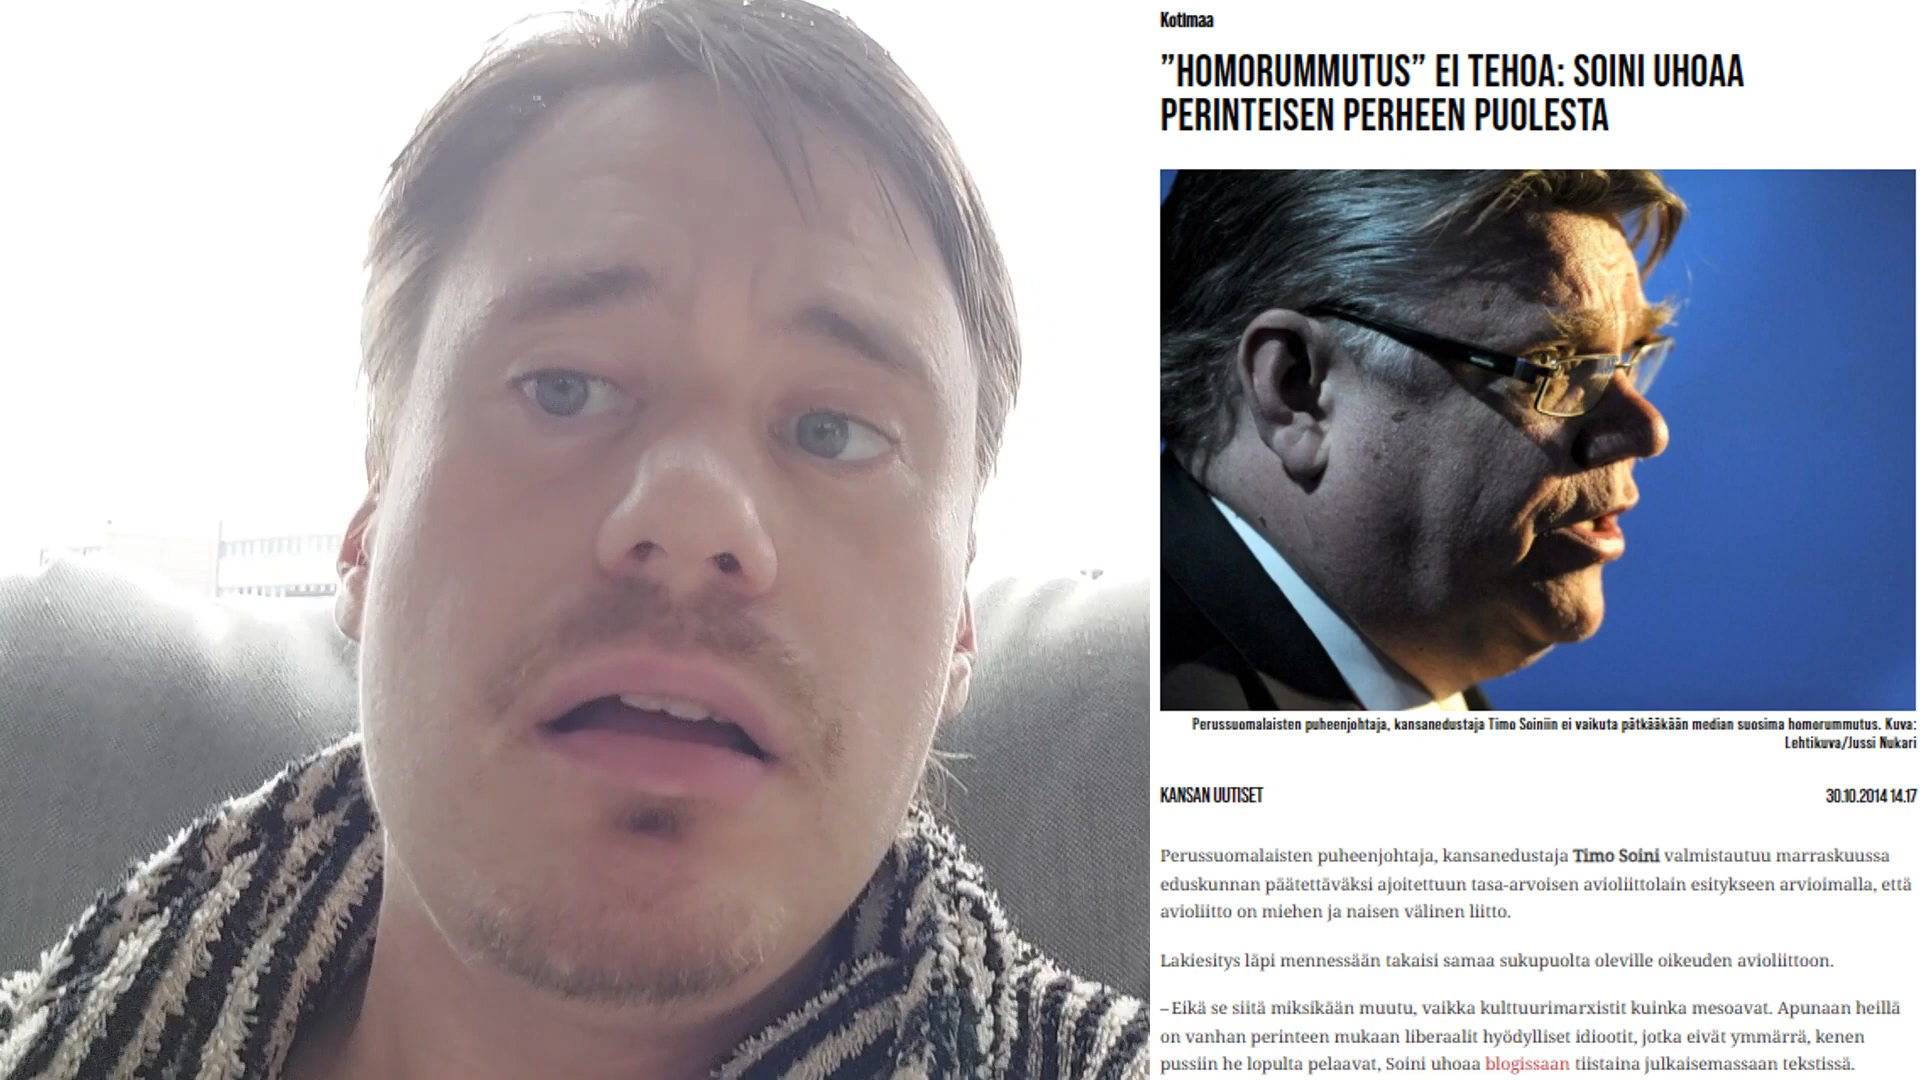 Kotimaa
”HOMORUMMUTUS” EI TEHOA: SOINI UHOAA
PERINTEISEN PERHEEN PUOLESTA
Perussuomalaisten puheenjohtaja, kansanedustaja Timo Soiniin ei vaikuta pätkääkään median suosima homorummutus. Kuva:
Lehtikuva/Jussi Nukari
KANSAN UUTISET
30.10.2014 14.17
Perussuomalaisten puheenjohtaja, kansanedustaja Timo Soini valmistautuu marraskuussa
eduskunnan päätettäväksi ajoitettuun tasa-arvoisen avioliittolain esitykseen arvioimalla, että
avioliitto on miehen ja naisen välinen liitto.
Lakiesitys läpi mennessään takaisi samaa sukupuolta oleville oikeuden avioliittoon.
– Eikä se siitä miksikään muutu, vaikka kulttuurimarxistit kuinka mesoavat. Apunaan heillä
on vanhan perinteen mukaan liberaalit hyödylliset idiootit, jotka eivät ymmärrä, kenen
pussiin he lopulta pelaavat, Soini uhoaa blogissaan tiistaina julkaisemassaan tekstissä.